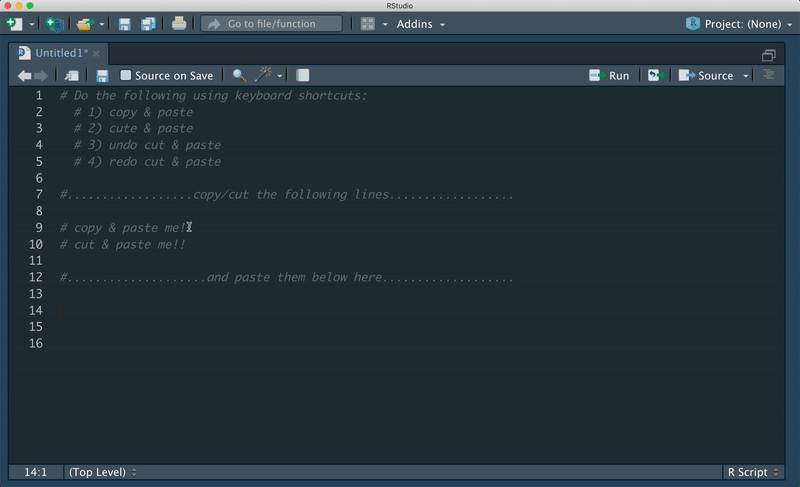 RStudio
Go to file/function
Addins
Project: (None)
Untitled1*
Source on Save
Run
Source
1 # Do the following using keyboard shortcuts:
2 # 1) copy & paste
3 # 2) cute & paste
4 # 3) undo cut & paste
5 # 4) redo cut & paste
6
7 #..................copy/cut the following lines..................
8
9 # copy & paste me!!
10 # cut & paste me!!
11
12 #....................and paste them below here...................
13
14
15
16
14:1
(Top Level)
R Script